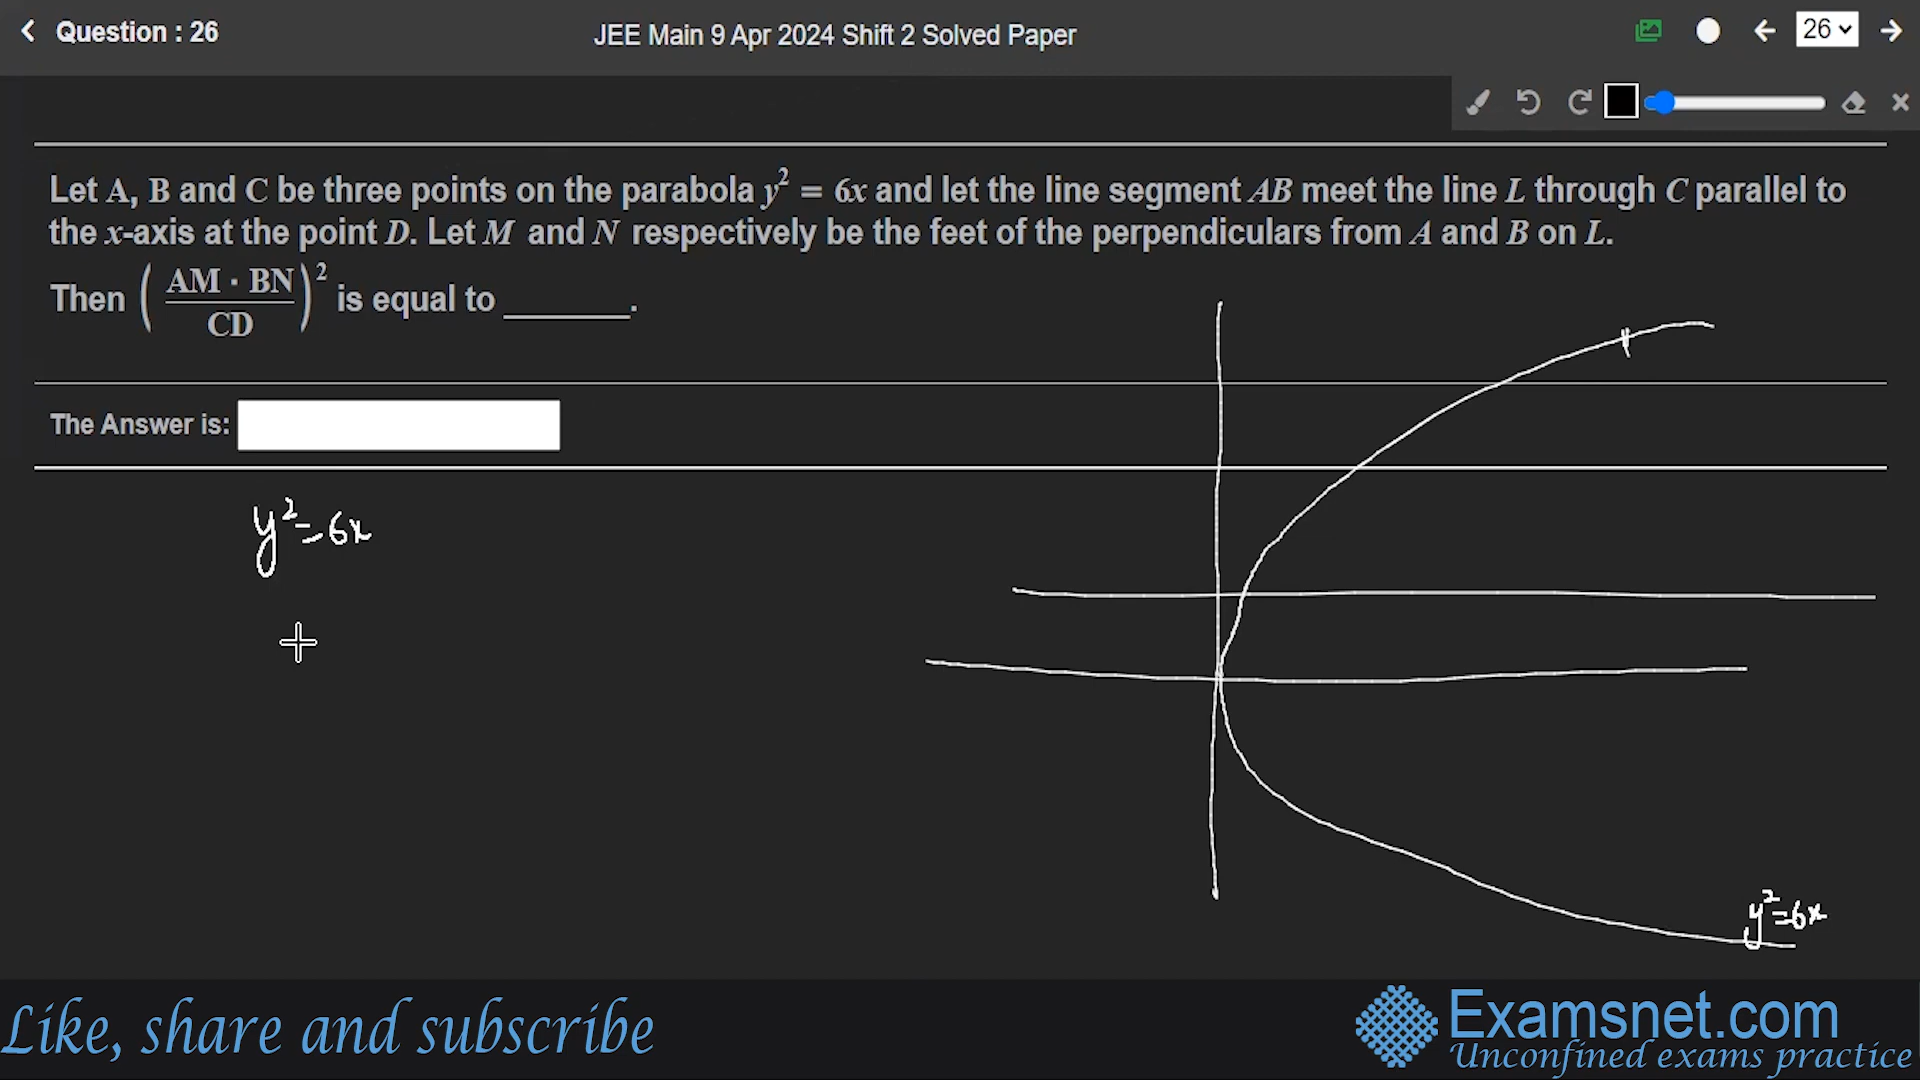 Question : 26
JEE Main 9 Apr 2024 Shift 2 Solved Paper
26
Let A, B and C be three points on the parabola y² = 6x and let the line segment AB meet the line L through C parallel to
the x-axis at the point D. Let M and N respectively be the feet of the perpendiculars from A and B on L.
Then (AM · BN / CD)² is equal to ______.
The Answer is:
y² = 6x
y² = 6x
Like, share and subscribe
Examsnet.com
Unconfined exams practice